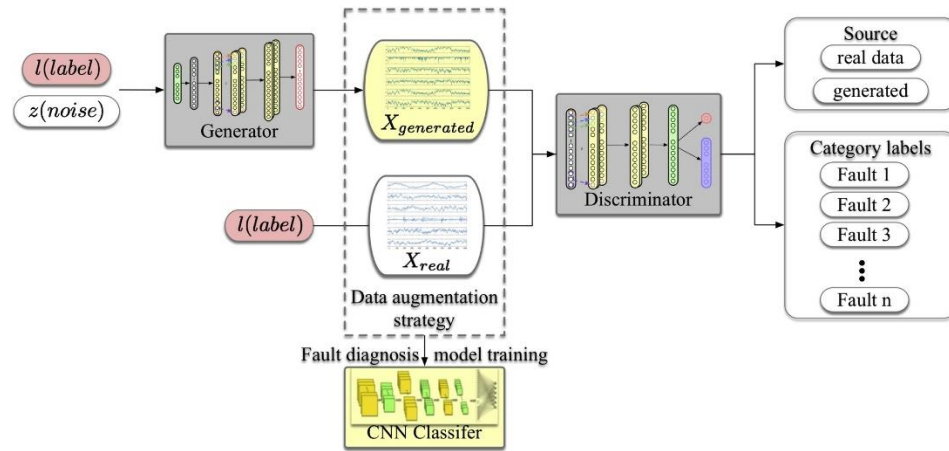 l(label)
z(noise)
Generator
X_generated
l(label)
X_real
Data augmentation
strategy
Fault diagnosis model training
CNN Classifer
Discriminator
Source
real data
generated
Category labels
Fault 1
Fault 2
Fault 3
Fault n